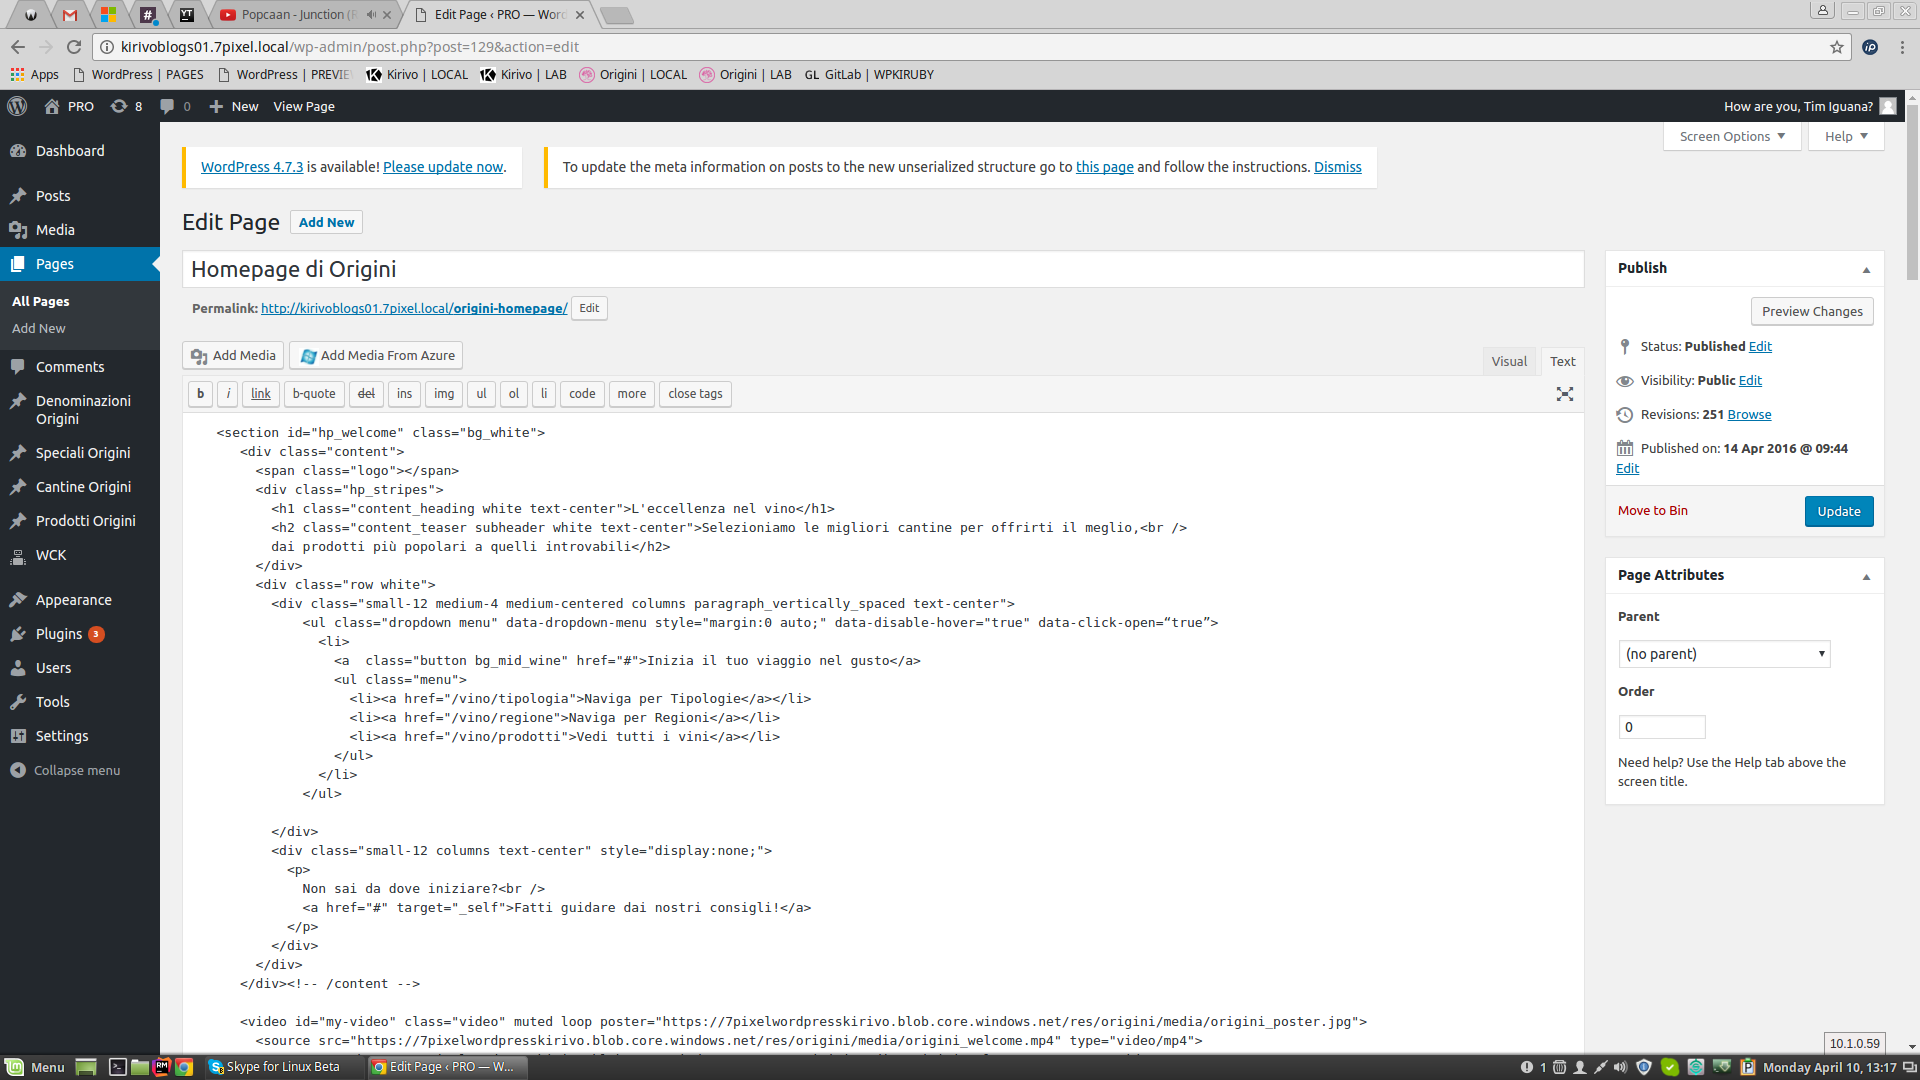 Popcaan - Junction (R
Edit Page ‹ PRO — Word
kirivoblogs01.7pixel.local/wp-admin/post.php?post=129&action=edit
Apps WordPress | PAGES WordPress | PREVIE Kirivo | LOCAL Kirivo | LAB Origini | LOCAL Origini | LAB GL GitLab | WPKIRUBY
PRO 8 0 New View Page How are you, Tim Iguana?
Screen Options Help
Dashboard
Posts
Media
Pages
All Pages
Add New
Comments
Denominazioni
Origini
Speciali Origini
Cantine Origini
Prodotti Origini
WCK
Appearance
Plugins 3
Users
Tools
Settings
Collapse menu
WordPress 4.7.3 is available! Please update now.
To update the meta information on posts to the new unserialized structure go to this page and follow the instructions. Dismiss
Edit Page Add New
Homepage di Origini
Permalink: http://kirivoblogs01.7pixel.local/origini-homepage/ Edit
Add Media Add Media From Azure
Visual Text
b i link b-quote del ins img ul ol li code more close tags
<section id="hp_welcome" class="bg_white">
<div class="content">
<span class="logo"></span>
<div class="hp_stripes">
<h1 class="content_heading white text-center">L'eccellenza nel vino</h1>
<h2 class="content_teaser subheader white text-center">Selezioniamo le migliori cantine per offrirti il meglio,<br />
dai prodotti più popolari a quelli introvabili</h2>
</div>
<div class="row white">
<div class="small-12 medium-4 medium-centered columns paragraph_vertically_spaced text-center">
<ul class="dropdown menu" data-dropdown-menu style="margin:0 auto;" data-disable-hover="true" data-click-open=“true”>
<li>
<a  class="button bg_mid_wine" href="#">Inizia il tuo viaggio nel gusto</a>
<ul class="menu">
<li><a href="/vino/tipologia">Naviga per Tipologie</a></li>
<li><a href="/vino/regione">Naviga per Regioni</a></li>
<li><a href="/vino/prodotti">Vedi tutti i vini</a></li>
</ul>
</li>
</ul>
</div>
<div class="small-12 columns text-center" style="display:none;">
<p>
Non sai da dove iniziare?<br />
<a href="#" target="_self">Fatti guidare dai nostri consigli!</a>
</p>
</div>
</div>
</div><!-- /content -->
<video id="my-video" class="video" muted loop poster="https://7pixelwordpresskirivo.blob.core.windows.net/res/origini/media/origini_poster.jpg">
<source src="https://7pixelwordpresskirivo.blob.core.windows.net/res/origini/media/origini_welcome.mp4" type="video/mp4">
Publish
Preview Changes
Status: Published Edit
Visibility: Public Edit
Revisions: 251 Browse
Published on: 14 Apr 2016 @ 09:44
Edit
Move to Bin Update
Page Attributes
Parent
(no parent)
Order
0
Need help? Use the Help tab above the
screen title.
10.1.0.59
Menu Skype for Linux Beta Edit Page ‹ PRO — W... 1 Monday April 10, 13:17